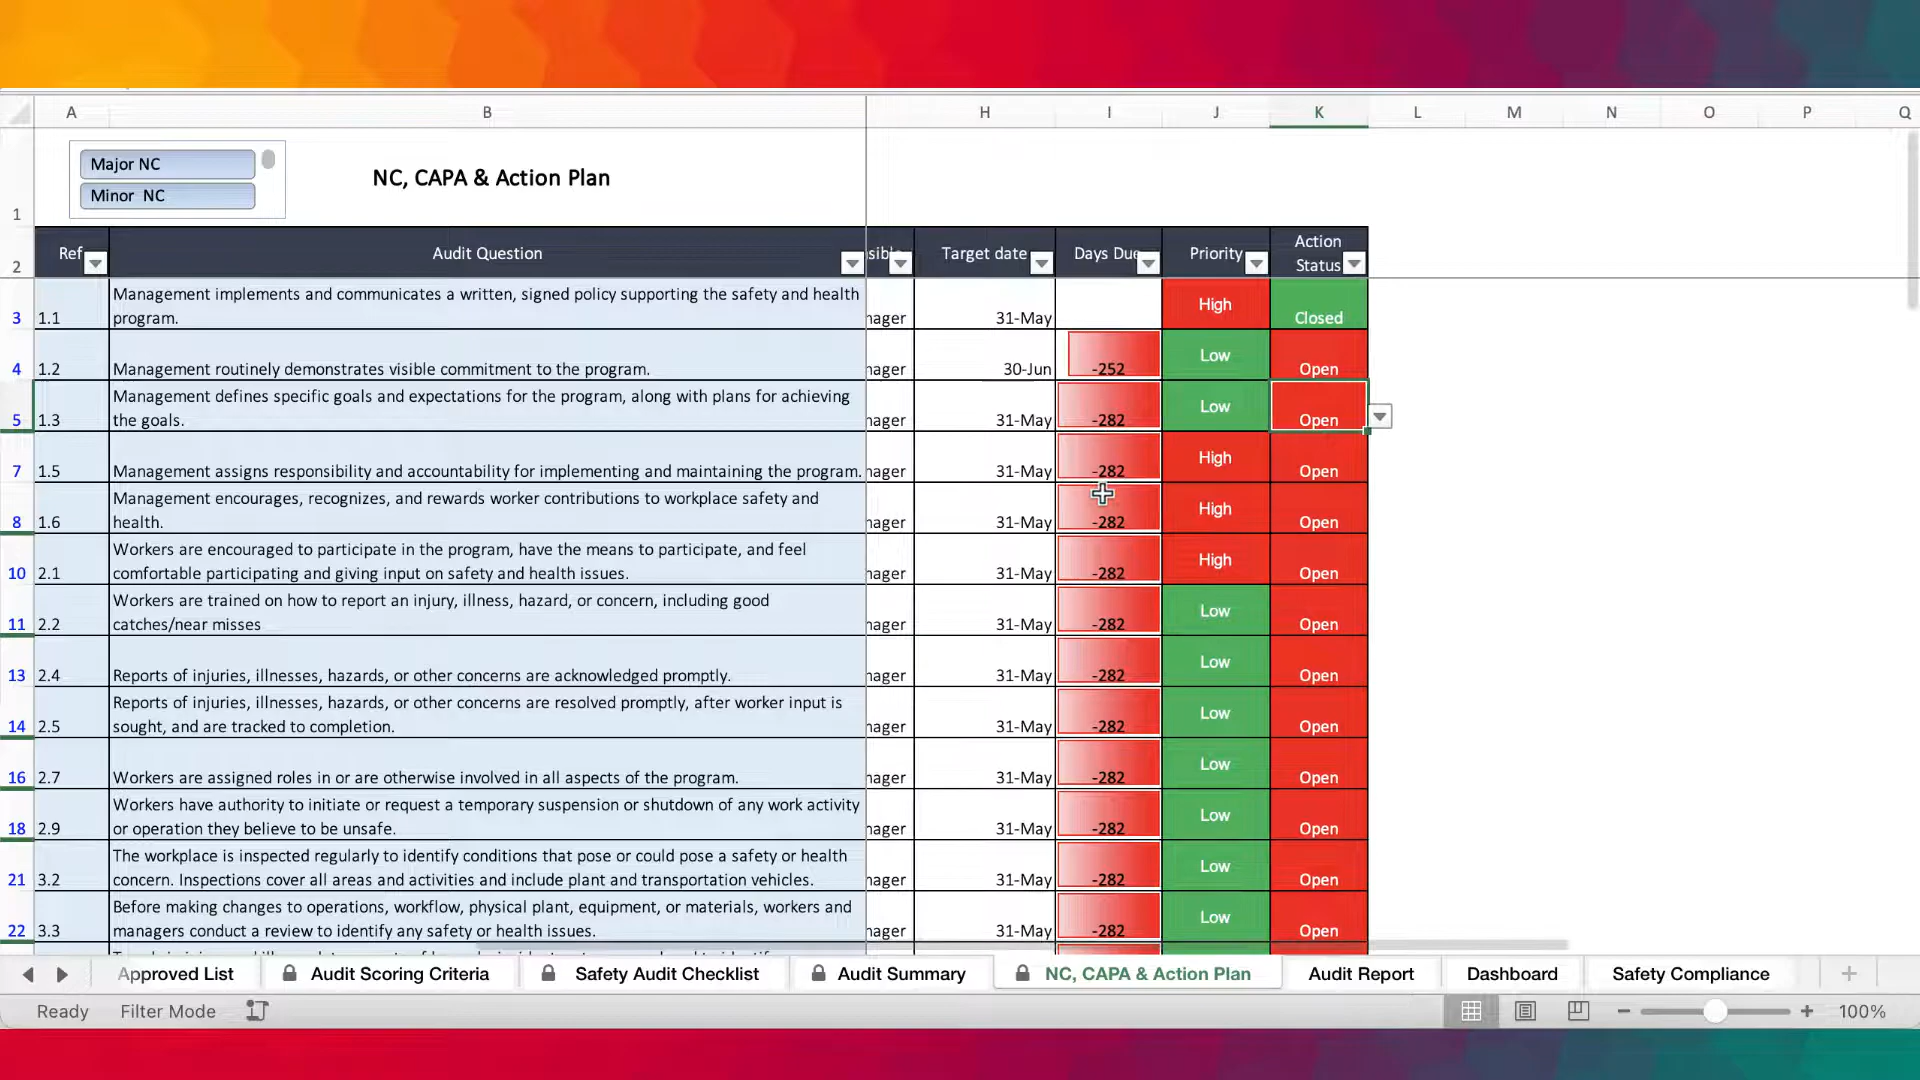 A B H I J K L M N O P Q
Major NC
Minor NC
NC, CAPA & Action Plan
1
2 Ref Audit Question sible Target date Days Due Priority Action
Status
3 1.1 Management implements and communicates a written, signed policy supporting the safety and health
program. nager 31-May High Closed
4 1.2 Management routinely demonstrates visible commitment to the program. nager 30-Jun -252 Low Open
5 1.3 Management defines specific goals and expectations for the program, along with plans for achieving
the goals. nager 31-May -282 Low Open
7 1.5 Management assigns responsibility and accountability for implementing and maintaining the program. nager 31-May -282 High Open
8 1.6 Management encourages, recognizes, and rewards worker contributions to workplace safety and
health. nager 31-May -282 High Open
10 2.1 Workers are encouraged to participate in the program, have the means to participate, and feel
comfortable participating and giving input on safety and health issues. nager 31-May -282 High Open
11 2.2 Workers are trained on how to report an injury, illness, hazard, or concern, including good
catches/near misses nager 31-May -282 Low Open
13 2.4 Reports of injuries, illnesses, hazards, or other concerns are acknowledged promptly. nager 31-May -282 Low Open
14 2.5 Reports of injuries, illnesses, hazards, or other concerns are resolved promptly, after worker input is
sought, and are tracked to completion. nager 31-May -282 Low Open
16 2.7 Workers are assigned roles in or are otherwise involved in all aspects of the program. nager 31-May -282 Low Open
18 2.9 Workers have authority to initiate or request a temporary suspension or shutdown of any work activity
or operation they believe to be unsafe. nager 31-May -282 Low Open
21 3.2 The workplace is inspected regularly to identify conditions that pose or could pose a safety or health
concern. Inspections cover all areas and activities and include plant and transportation vehicles. nager 31-May -282 Low Open
22 3.3 Before making changes to operations, workflow, physical plant, equipment, or materials, workers and
managers conduct a review to identify any safety or health issues. nager 31-May -282 Low Open
Approved List Audit Scoring Criteria Safety Audit Checklist Audit Summary NC, CAPA & Action Plan Audit Report Dashboard Safety Compliance
Ready Filter Mode 100%